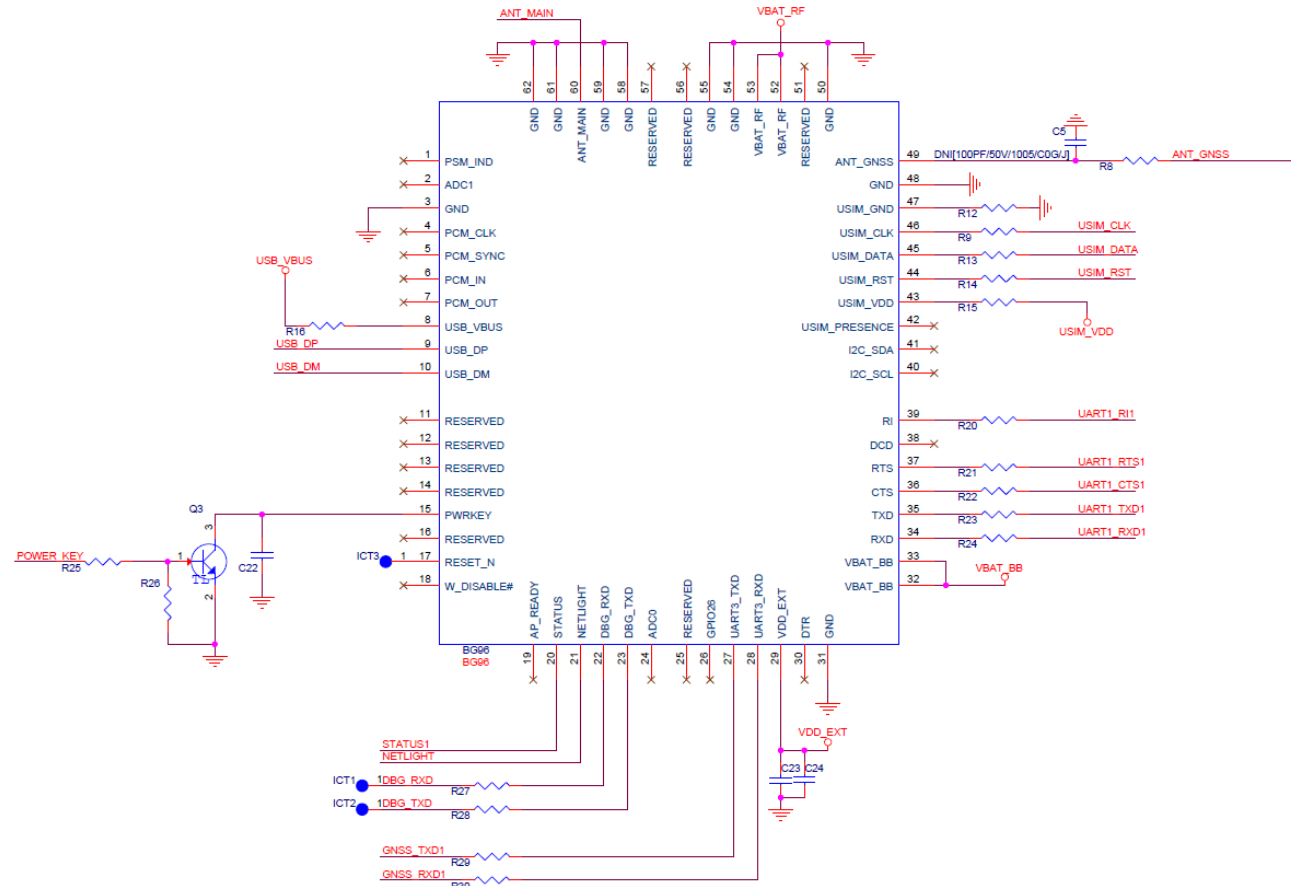 ANT_MAIN
VBAT_RF
62 61 60 59 58 57 56 55 54 53 52 51 50
GND GND ANT_MAIN GND GND RESERVED RESERVED GND GND VBAT_RF VBAT_RF RESERVED GND
C5
1 PSM_IND ANT_GNSS 49 DNI[100PF/50V/1005/C0G/J] R8 ANT_GNSS
2 ADC1 GND 48
3 GND USIM_GND 47 R12
4 PCM_CLK USIM_CLK 46 R9 USIM_CLK
5 PCM_SYNC USIM_DATA 45 R13 USIM_DATA
USB_VBUS
6 PCM_IN USIM_RST 44 R14 USIM_RST
7 PCM_OUT USIM_VDD 43 R15
R16 8 USB_VBUS USIM_PRESENCE 42 USIM_VDD
USB_DP 9 USB_DP I2C_SDA 41
USB_DM 10 USB_DM I2C_SCL 40
11 RESERVED RI 39 R20 UART1_RI1
12 RESERVED DCD 38
13 RESERVED RTS 37 R21 UART1_RTS1
14 RESERVED CTS 36 R22 UART1_CTS1
Q3 15 PWRKEY TXD 35 R23 UART1_TXD1
3
16 RESERVED RXD 34 R24 UART1_RXD1
POWER_KEY R25 1 C22 ICT3 1 17 RESET_N VBAT_BB 33 VBAT_BB
R26 2 18 W_DISABLE# VBAT_BB 32
AP_READY STATUS NETLIGHT DBG_RXD DBG_TXD ADC0 RESERVED GPIO26 UART3_TXD UART3_RXD VDD_EXT DTR GND
BG96
BG96
19 20 21 22 23 24 25 26 27 28 29 30 31
STATUS1
VDD_EXT
NETLIGHT
C23 C24
ICT1 1 DBG_RXD R27
ICT2 1 DBG_TXD R28
GNSS_TXD1 R29
GNSS_RXD1